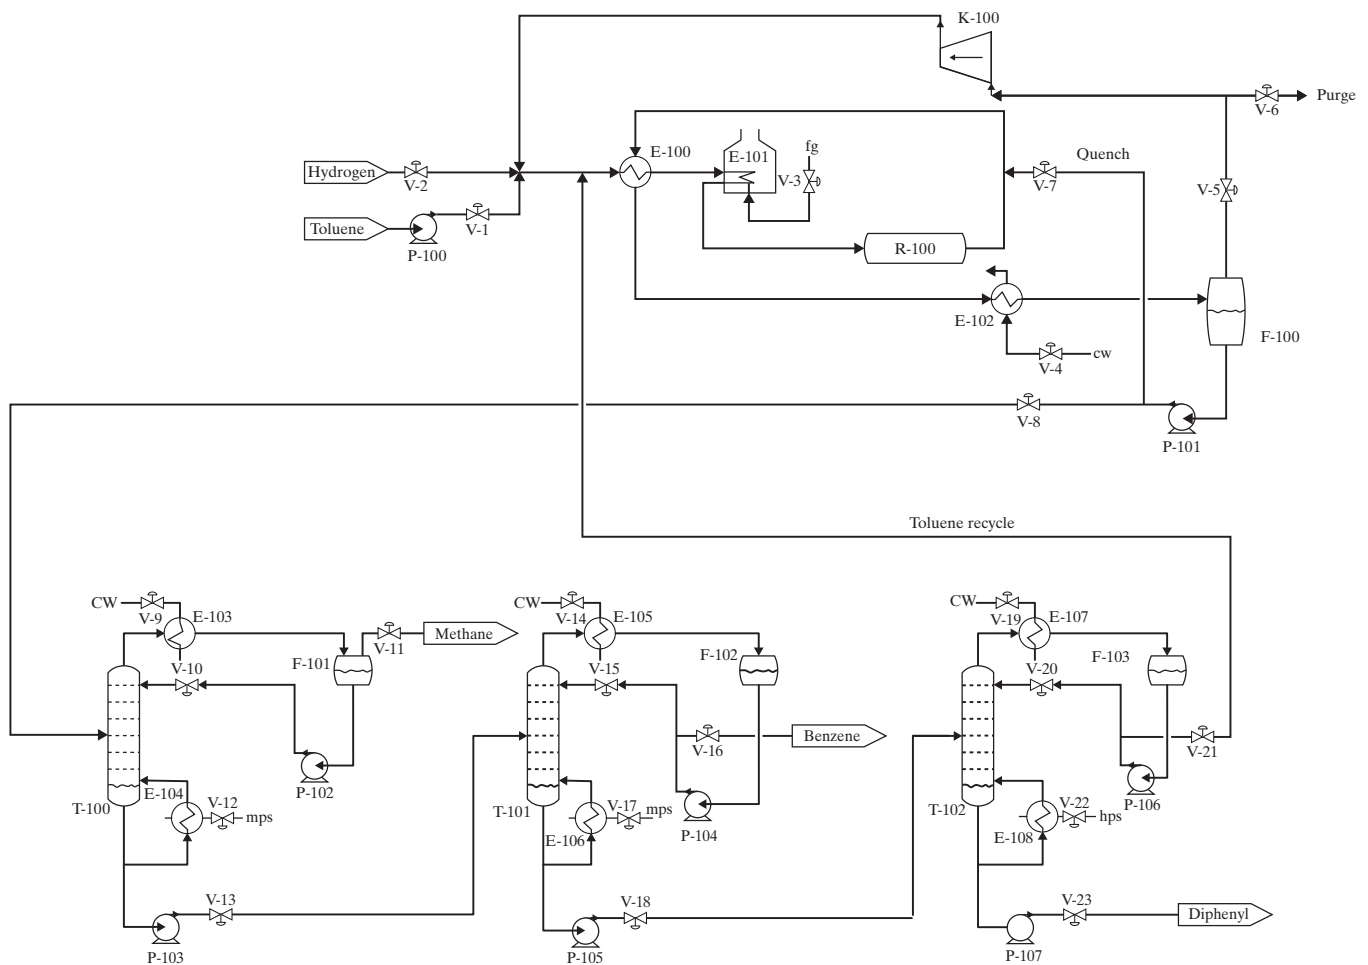 K-100
Purge
V-6
Hydrogen
V-2
E-100
E-101
fg
V-3
Quench
V-7
V-5
Toluene
V-1
P-100
R-100
E-102
F-100
V-4
cw
V-8
P-101
Toluene recycle
CW
V-9
E-103
V-10
F-101
V-11
Methane
P-102
T-100
E-104
V-12
mps
V-13
P-103
CW
V-14
E-105
V-15
F-102
V-16
Benzene
T-101
E-106
V-17
mps
P-104
V-18
P-105
CW
V-19
E-107
V-20
F-103
V-21
P-106
T-102
E-108
V-22
hps
V-23
Diphenyl
P-107